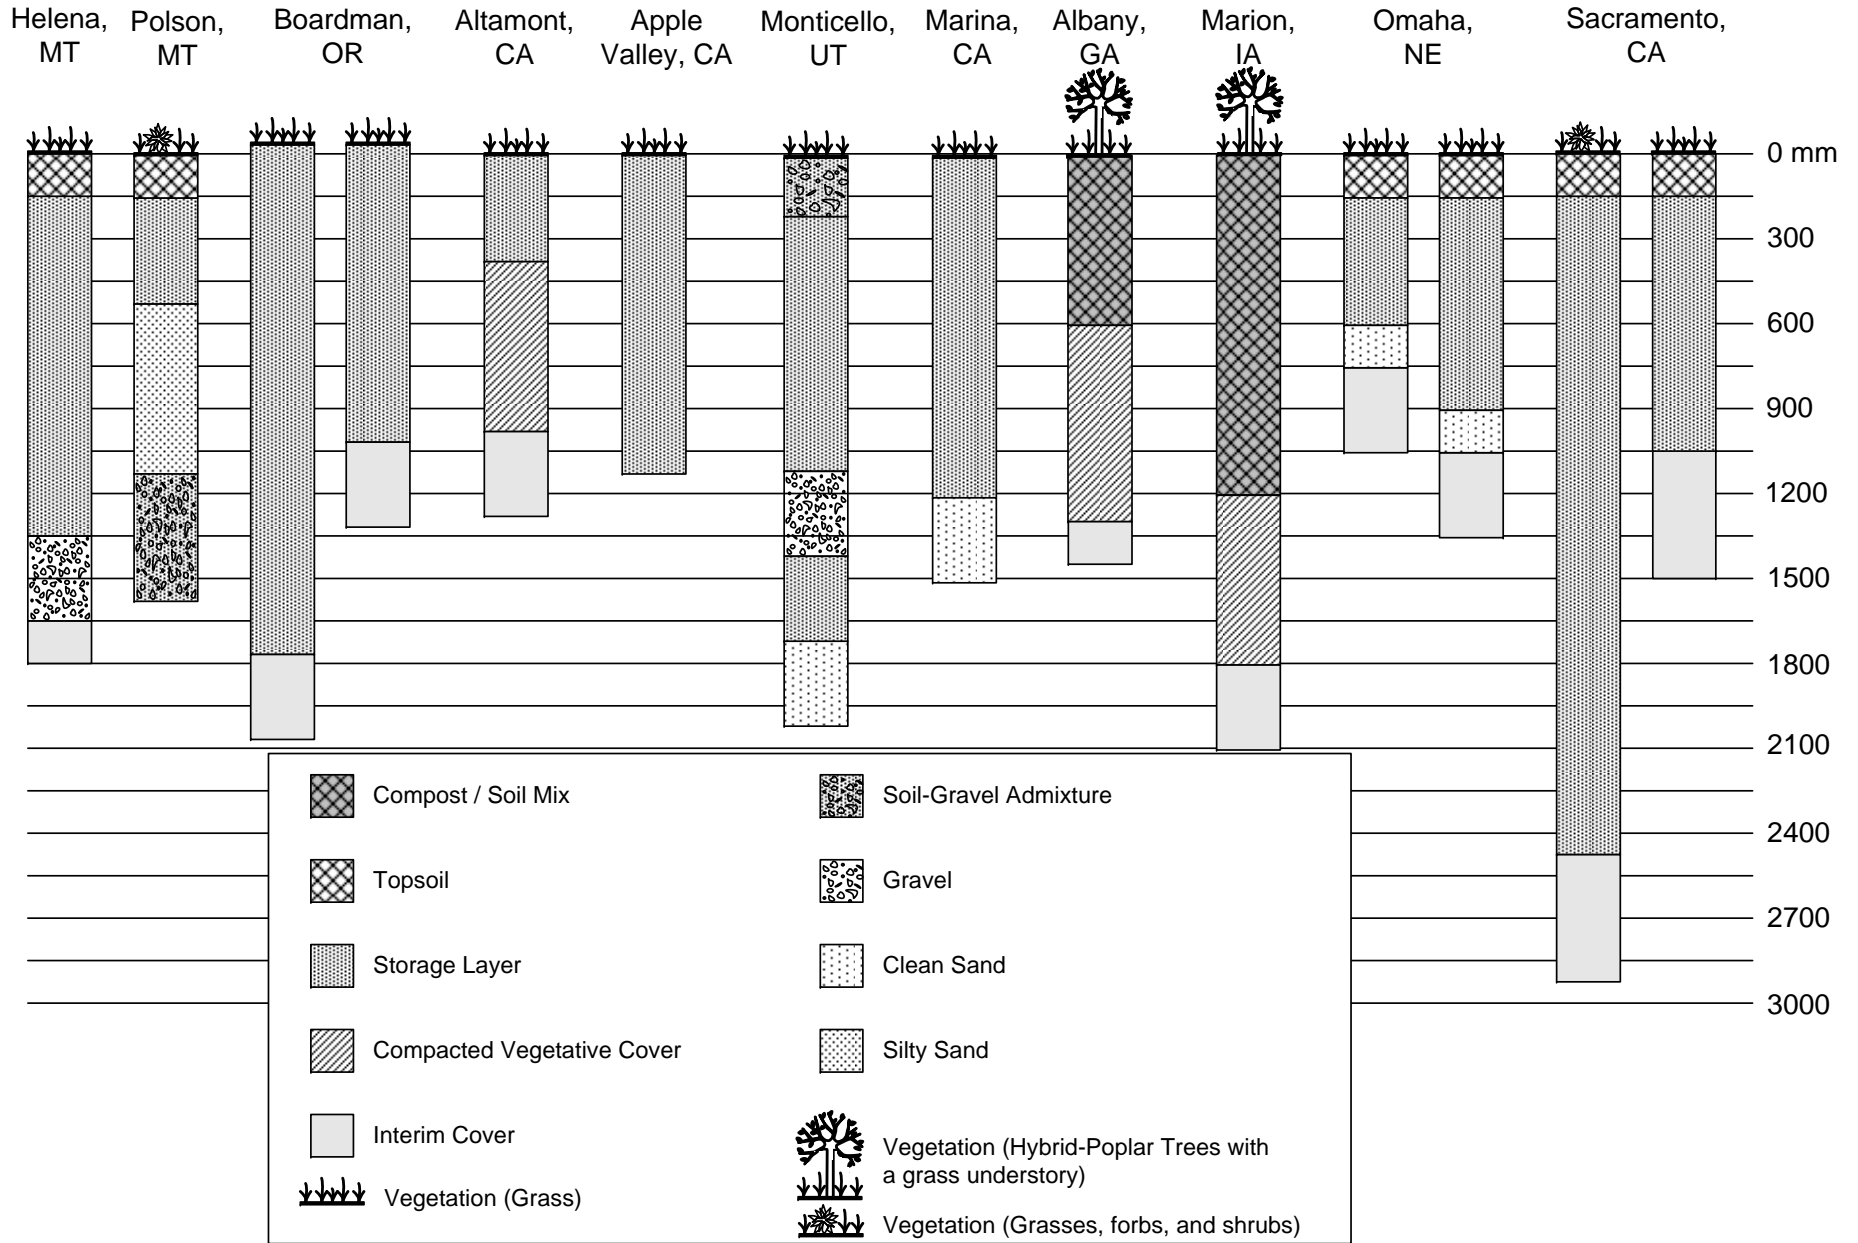 Helena,
MT
Polson,
MT
Boardman,
OR
Altamont,
CA
Apple
Valley, CA
Monticello,
UT
Marina,
CA
Albany,
GA
Marion,
IA
Omaha,
NE
Sacramento,
CA
0 mm
300
600
900
1200
1500
1800
2100
2400
2700
3000
Compost / Soil Mix
Topsoil
Storage Layer
Compacted Vegetative Cover
Interim Cover
Vegetation (Grass)
Soil-Gravel Admixture
Gravel
Clean Sand
Silty Sand
Vegetation (Hybrid-Poplar Trees with
a grass understory)
Vegetation (Grasses, forbs, and shrubs)